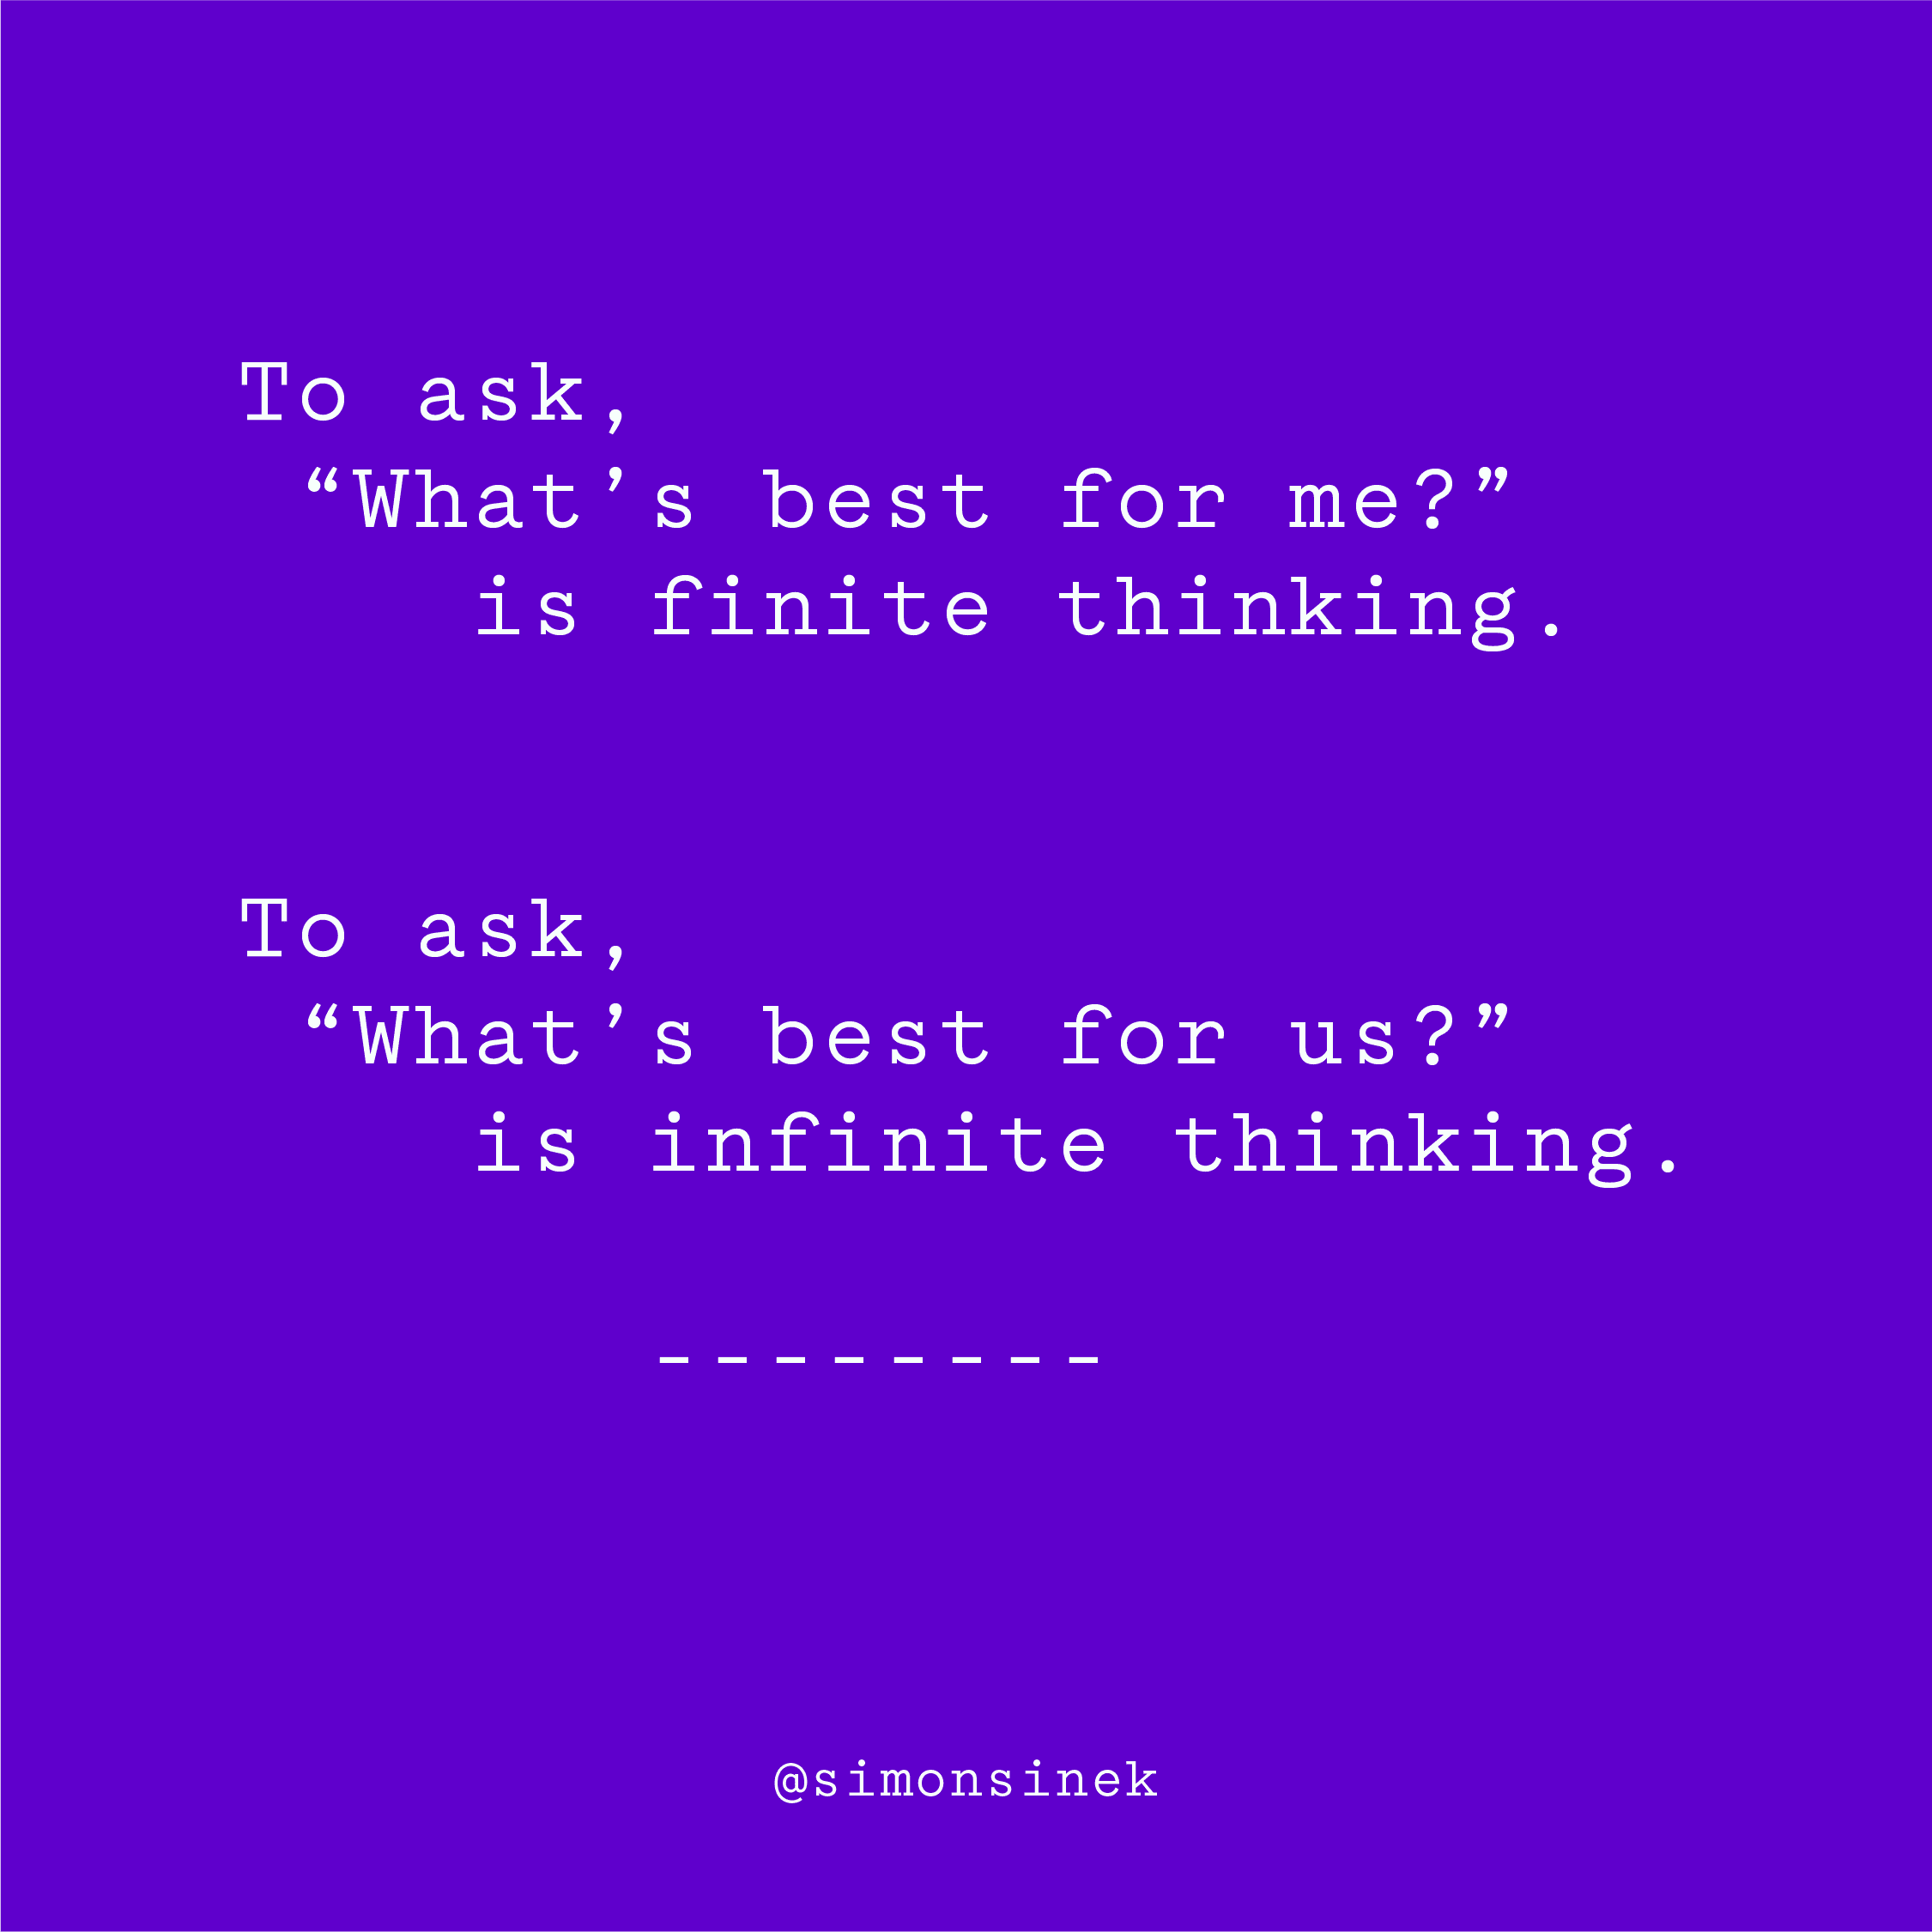 To ask,
“What’s best for me?”
is finite thinking.
To ask,
“What’s best for us?”
is infinite thinking.
--------
@simonsinek